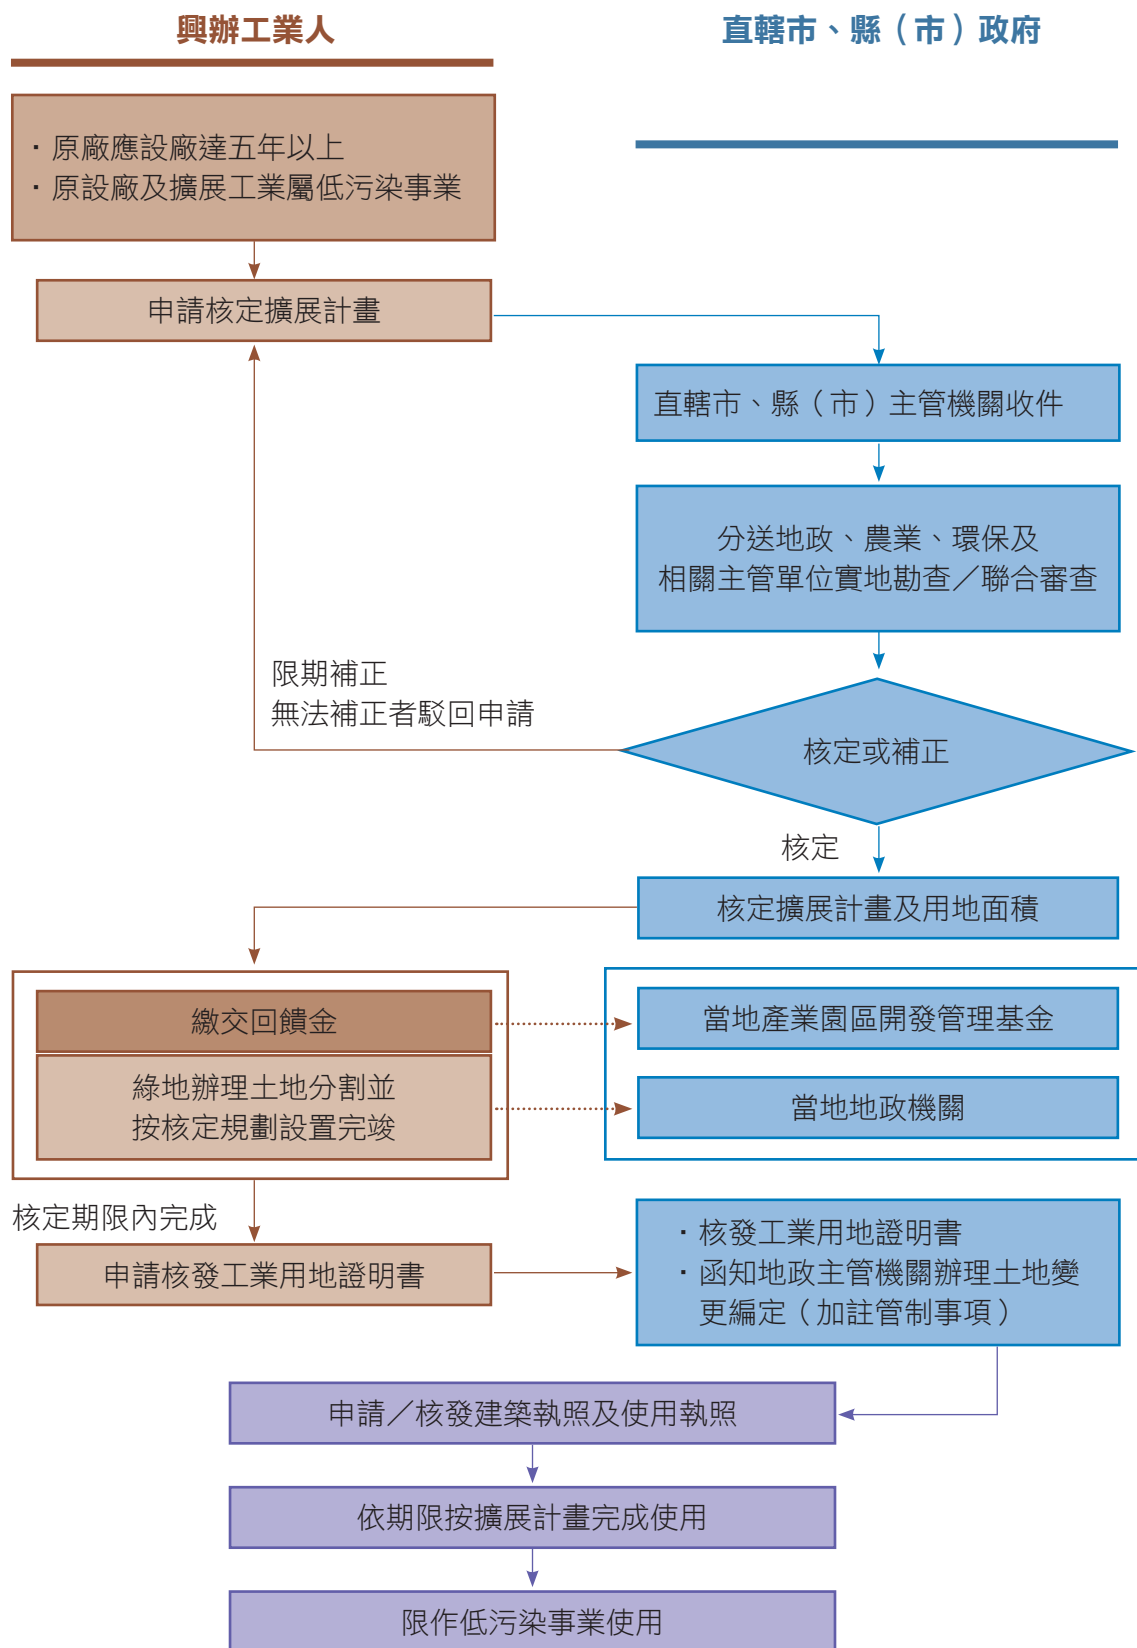 興辦工業人
直轄市、縣（市）政府
・原廠應設廠達五年以上
・原設廠及擴展工業屬低污染事業
申請核定擴展計畫
直轄市、縣（市）主管機關收件
分送地政、農業、環保及
相關主管單位實地勘查／聯合審查
限期補正
無法補正者駁回申請
核定或補正
核定
核定擴展計畫及用地面積
繳交回饋金
當地產業園區開發管理基金
綠地辦理土地分割並
按核定規劃設置完竣
當地地政機關
核定期限內完成
申請核發工業用地證明書
・核發工業用地證明書
・函知地政主管機關辦理土地變
更編定（加註管制事項）
申請／核發建築執照及使用執照
依期限按擴展計畫完成使用
限作低污染事業使用